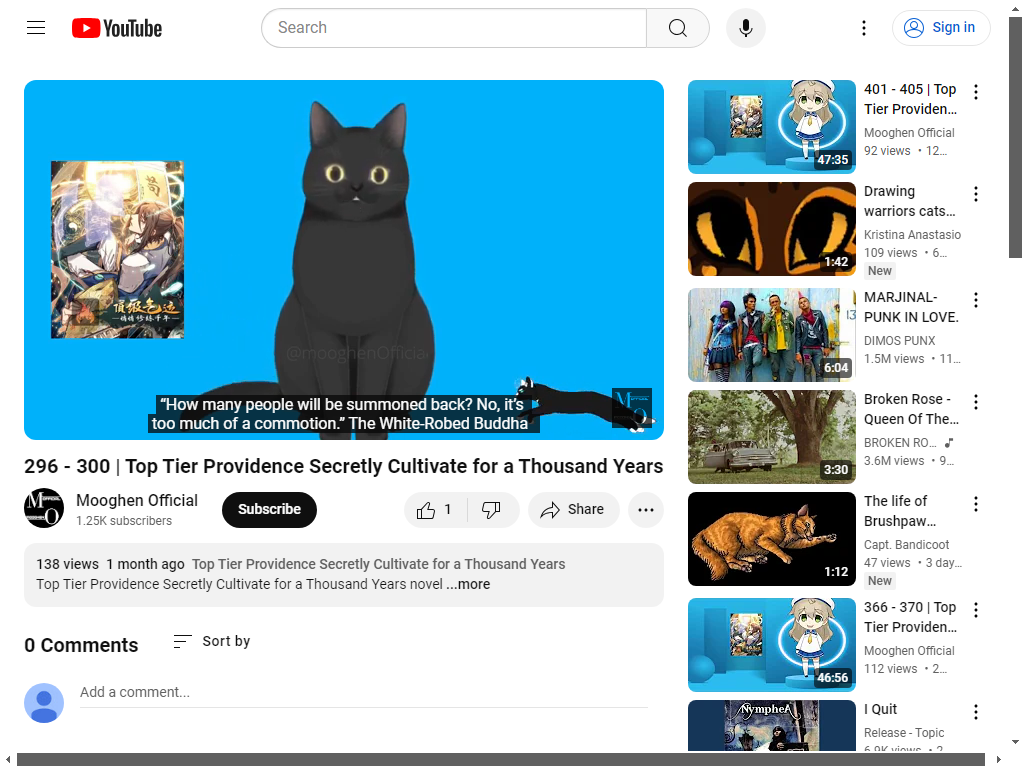 YouTube
Search
Sign in
顶级气运
悄悄修炼千年
@mooghenOfficial
“How many people will be summoned back? No, it’s
too much of a commotion.” The White-Robed Buddha
296 - 300 | Top Tier Providence Secretly Cultivate for a Thousand Years
Mooghen Official
1.25K subscribers
Subscribe
1
Share
138 views 1 month ago Top Tier Providence Secretly Cultivate for a Thousand Years
Top Tier Providence Secretly Cultivate for a Thousand Years novel ...more
0 Comments
Sort by
Add a comment...
47:35
401 - 405 | Top
Tier Providen…
Mooghen Official
92 views • 12…
1:42
Drawing
warriors cats…
Kristina Anastasio
109 views • 6…
New
6:04
MARJINAL-
PUNK IN LOVE.
DIMOS PUNX
1.5M views • 11…
3:30
Broken Rose -
Queen Of The…
BROKEN RO…
3.6M views • 9…
1:12
The life of
Brushpaw…
Capt. Bandicoot
47 views • 3 day…
New
46:56
366 - 370 | Top
Tier Providen…
Mooghen Official
112 views • 2…
Nymphea
I Quit
Release - Topic
6.9K views • 2